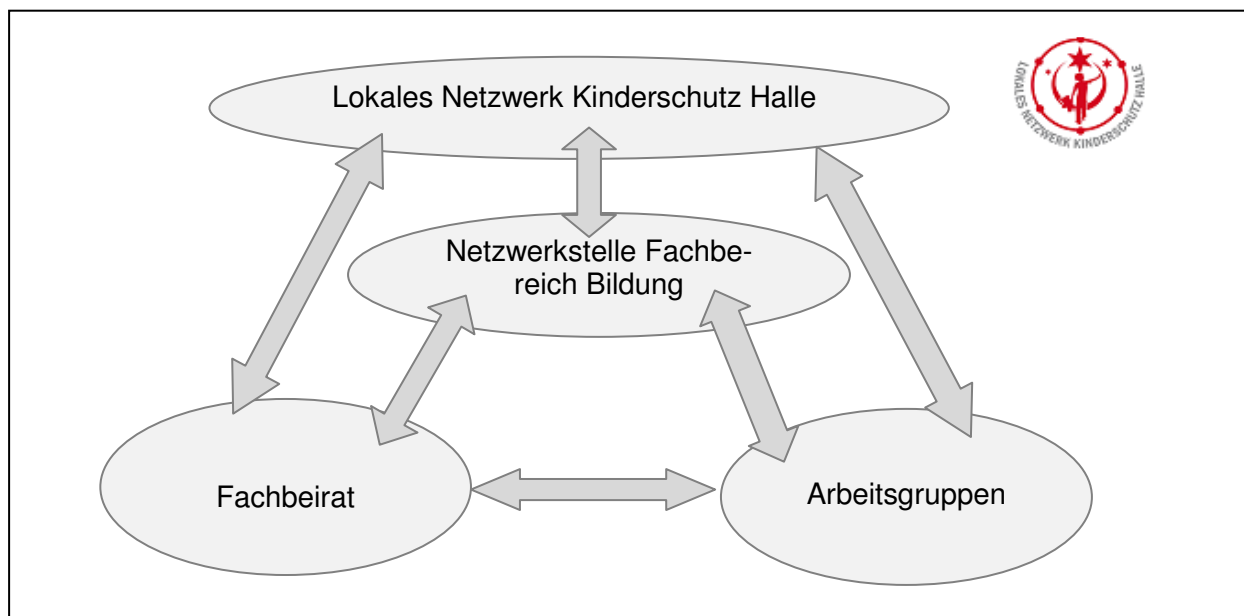 Lokales Netzwerk Kinderschutz Halle
LOKALES NETZWERK KINDERSCHUTZ HALLE
Netzwerkstelle Fachbe-
reich Bildung
Fachbeirat
Arbeitsgruppen